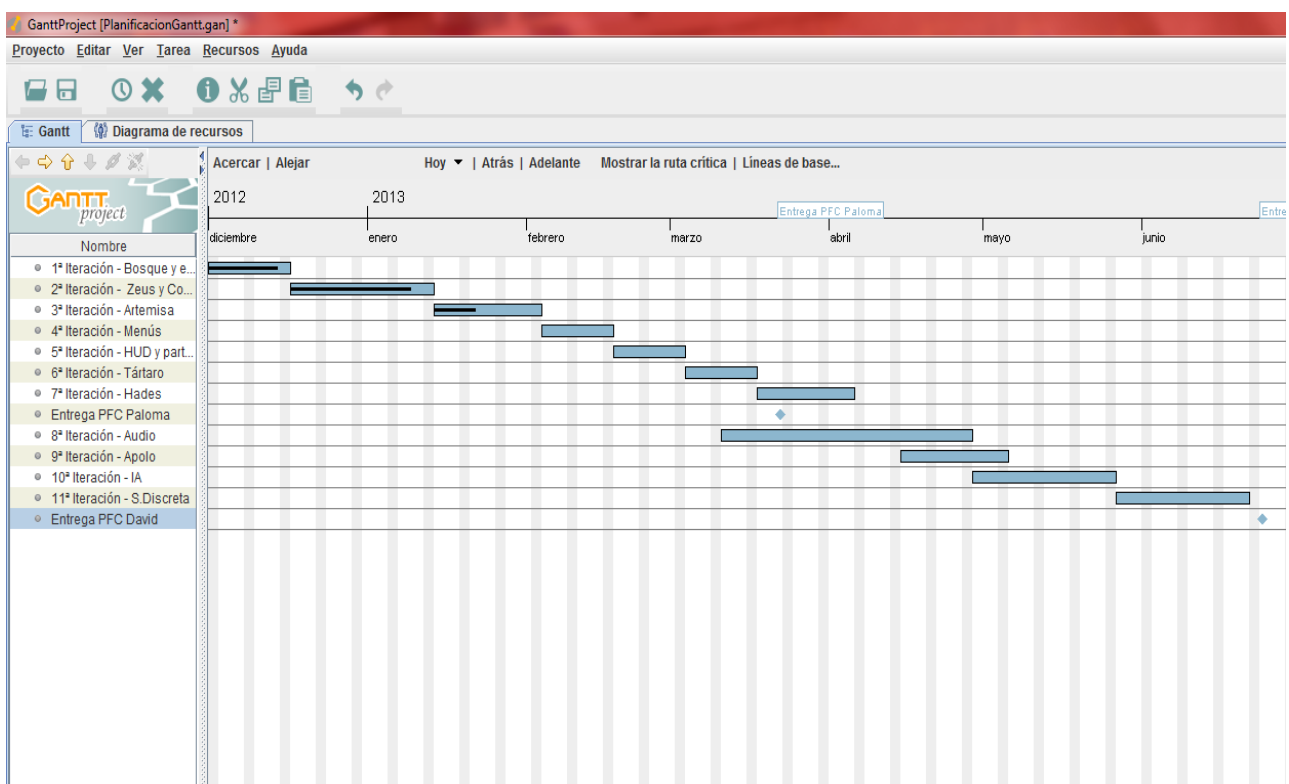 GanttProject [PlanificacionGantt.gan] *
Proyecto Editar Ver Tarea Recursos Ayuda
Gantt Diagrama de recursos
Acercar | Alejar Hoy | Atrás | Adelante Mostrar la ruta crítica | Líneas de base...
GANTT
project
2012 2013
Entrega PFC Paloma Entre
diciembre enero febrero marzo abril mayo junio
Nombre
1ª Iteración - Bosque y e...
2ª Iteración - Zeus y Co...
3ª Iteración - Artemisa
4ª Iteración - Menús
5ª Iteración - HUD y part...
6ª Iteración - Tártaro
7ª Iteración - Hades
Entrega PFC Paloma
8ª Iteración - Audio
9ª Iteración - Apolo
10ª Iteración - IA
11ª Iteración - S.Discreta
Entrega PFC David